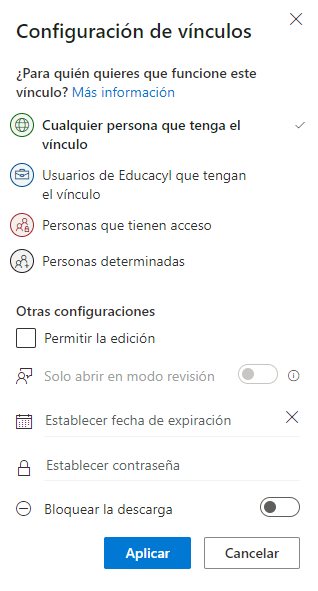 Configuración de vínculos
¿Para quién quieres que funcione este
vínculo? Más información
Cualquier persona que tenga el
vínculo
Usuarios de Educacyl que tengan
el vínculo
Personas que tienen acceso
Personas determinadas
Otras configuraciones
Permitir la edición
Solo abrir en modo revisión
Establecer fecha de expiración
Establecer contraseña
Bloquear la descarga
Aplicar
Cancelar